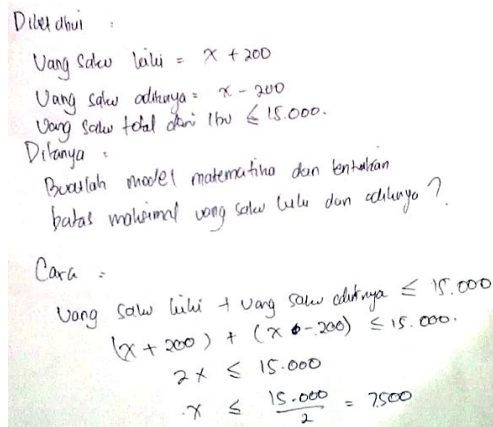 Diketahui :
Uang saku lili = x + 200
Uang saku adiknya = x - 200
Uang saku total dari Ibu ≤ 15.000.
Ditanya :
Buatlah model matematika dan tentukan
batas maksimal uang saku lulu dan adiknya ?
Cara :
Uang saku lili + uang saku adiknya ≤ 15.000
(x + 200) + (x - 200) ≤ 15.000.
2x ≤ 15.000
x ≤ 15.000/2 = 7500